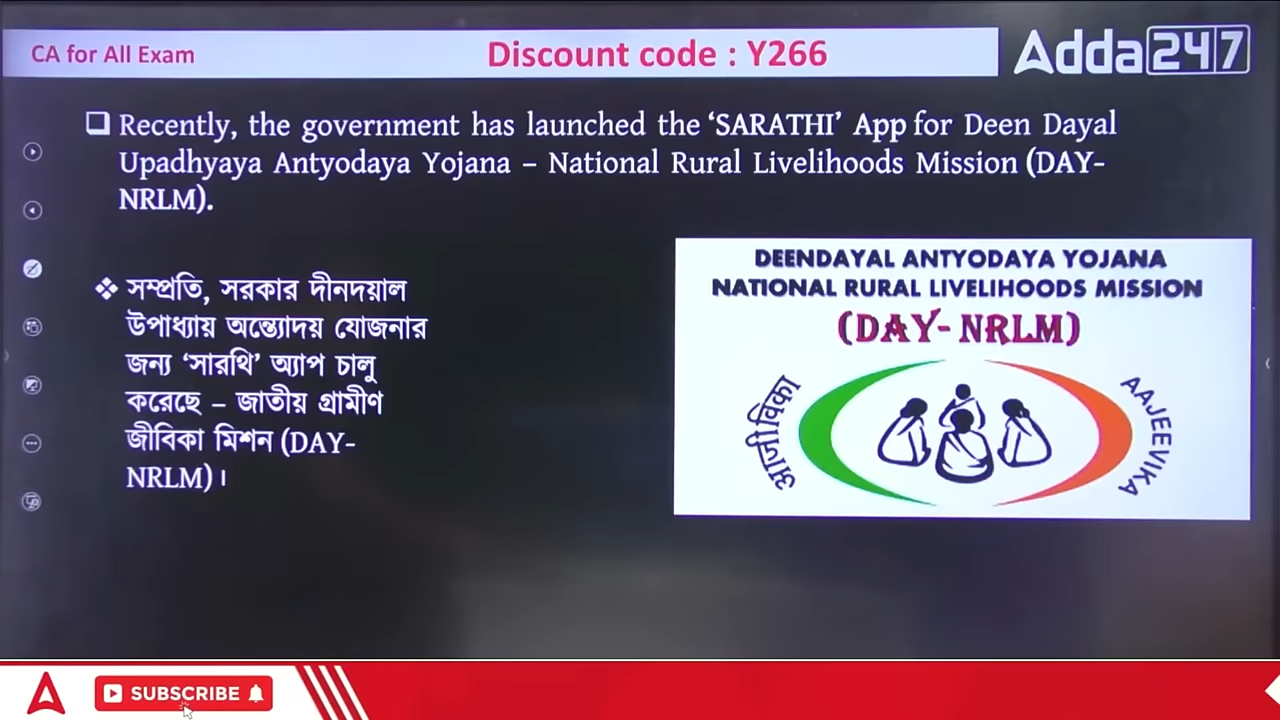 CA for All Exam
Discount code : Y266
Adda247
❑ Recently, the government has launched the ‘SARATHI’ App for Deen Dayal
Upadhyaya Antyodaya Yojana – National Rural Livelihoods Mission (DAY-
NRLM).
❖ সম্প্রতি, সরকার দীনদয়াল
উপাধ্যায় অন্ত্যোদয় যোজনার
জন্য ‘সারথি’ অ্যাপ চালু
করেছে – জাতীয় গ্রামীণ
জীবিকা মিশন (DAY-
NRLM)।
DEENDAYAL ANTYODAYA YOJANA
NATIONAL RURAL LIVELIHOODS MISSION
(DAY-NRLM)
आजीविका
AAJEEVIKA
SUBSCRIBE